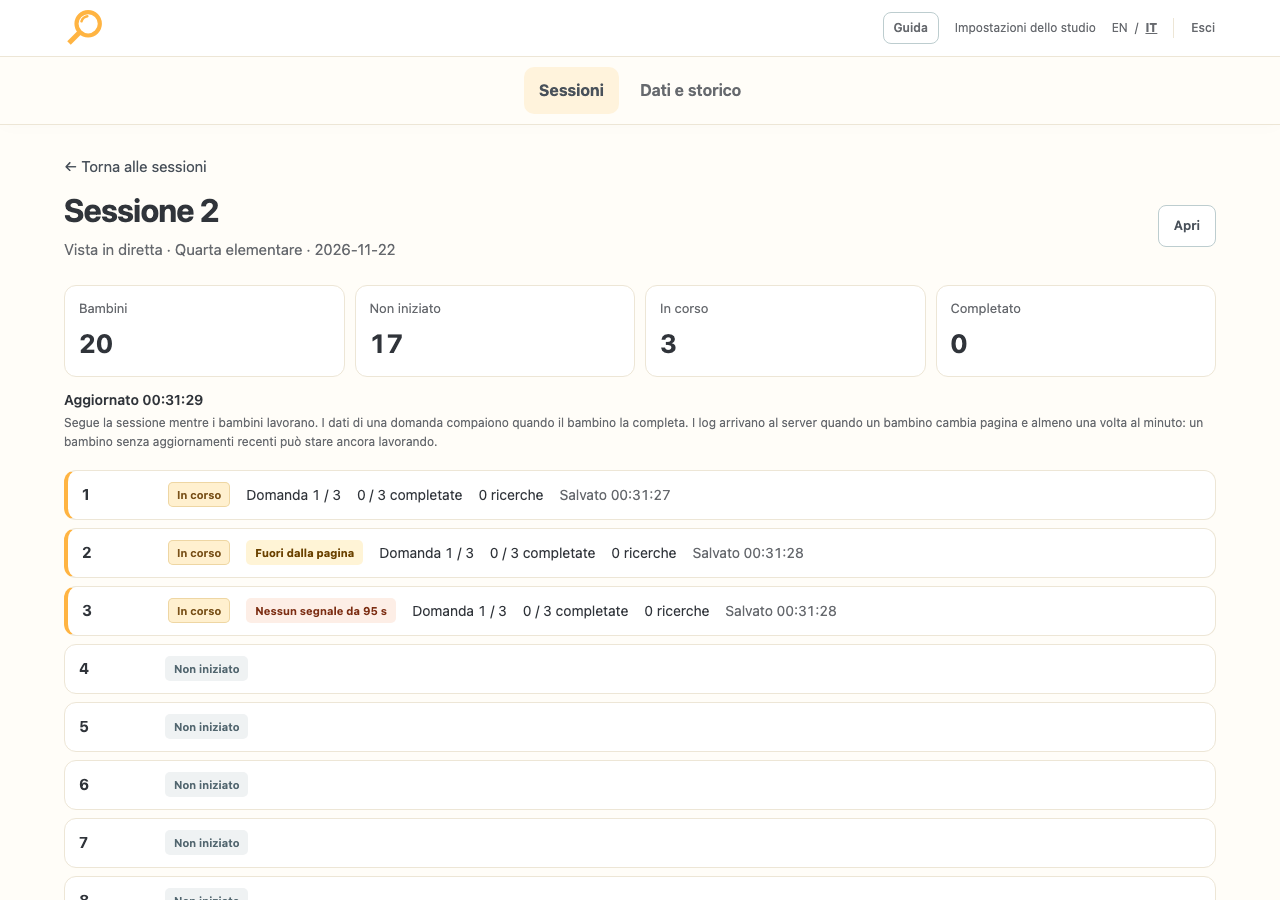 Guida Impostazioni dello studio EN / IT Esci
Sessioni Dati e storico
← Torna alle sessioni
Sessione 2
Vista in diretta · Quarta elementare · 2026-11-22
Apri
Bambini Non iniziato In corso Completato
20 17 3 0
Aggiornato 00:31:29
Segue la sessione mentre i bambini lavorano. I dati di una domanda compaiono quando il bambino la completa. I log arrivano al server quando un bambino cambia pagina e almeno una volta al minuto: un
bambino senza aggiornamenti recenti può stare ancora lavorando.
1 In corso Domanda 1 / 3 0 / 3 completate 0 ricerche Salvato 00:31:27
2 In corso Fuori dalla pagina Domanda 1 / 3 0 / 3 completate 0 ricerche Salvato 00:31:28
3 In corso Nessun segnale da 95 s Domanda 1 / 3 0 / 3 completate 0 ricerche Salvato 00:31:28
4 Non iniziato
5 Non iniziato
6 Non iniziato
7 Non iniziato
8 Non iniziato